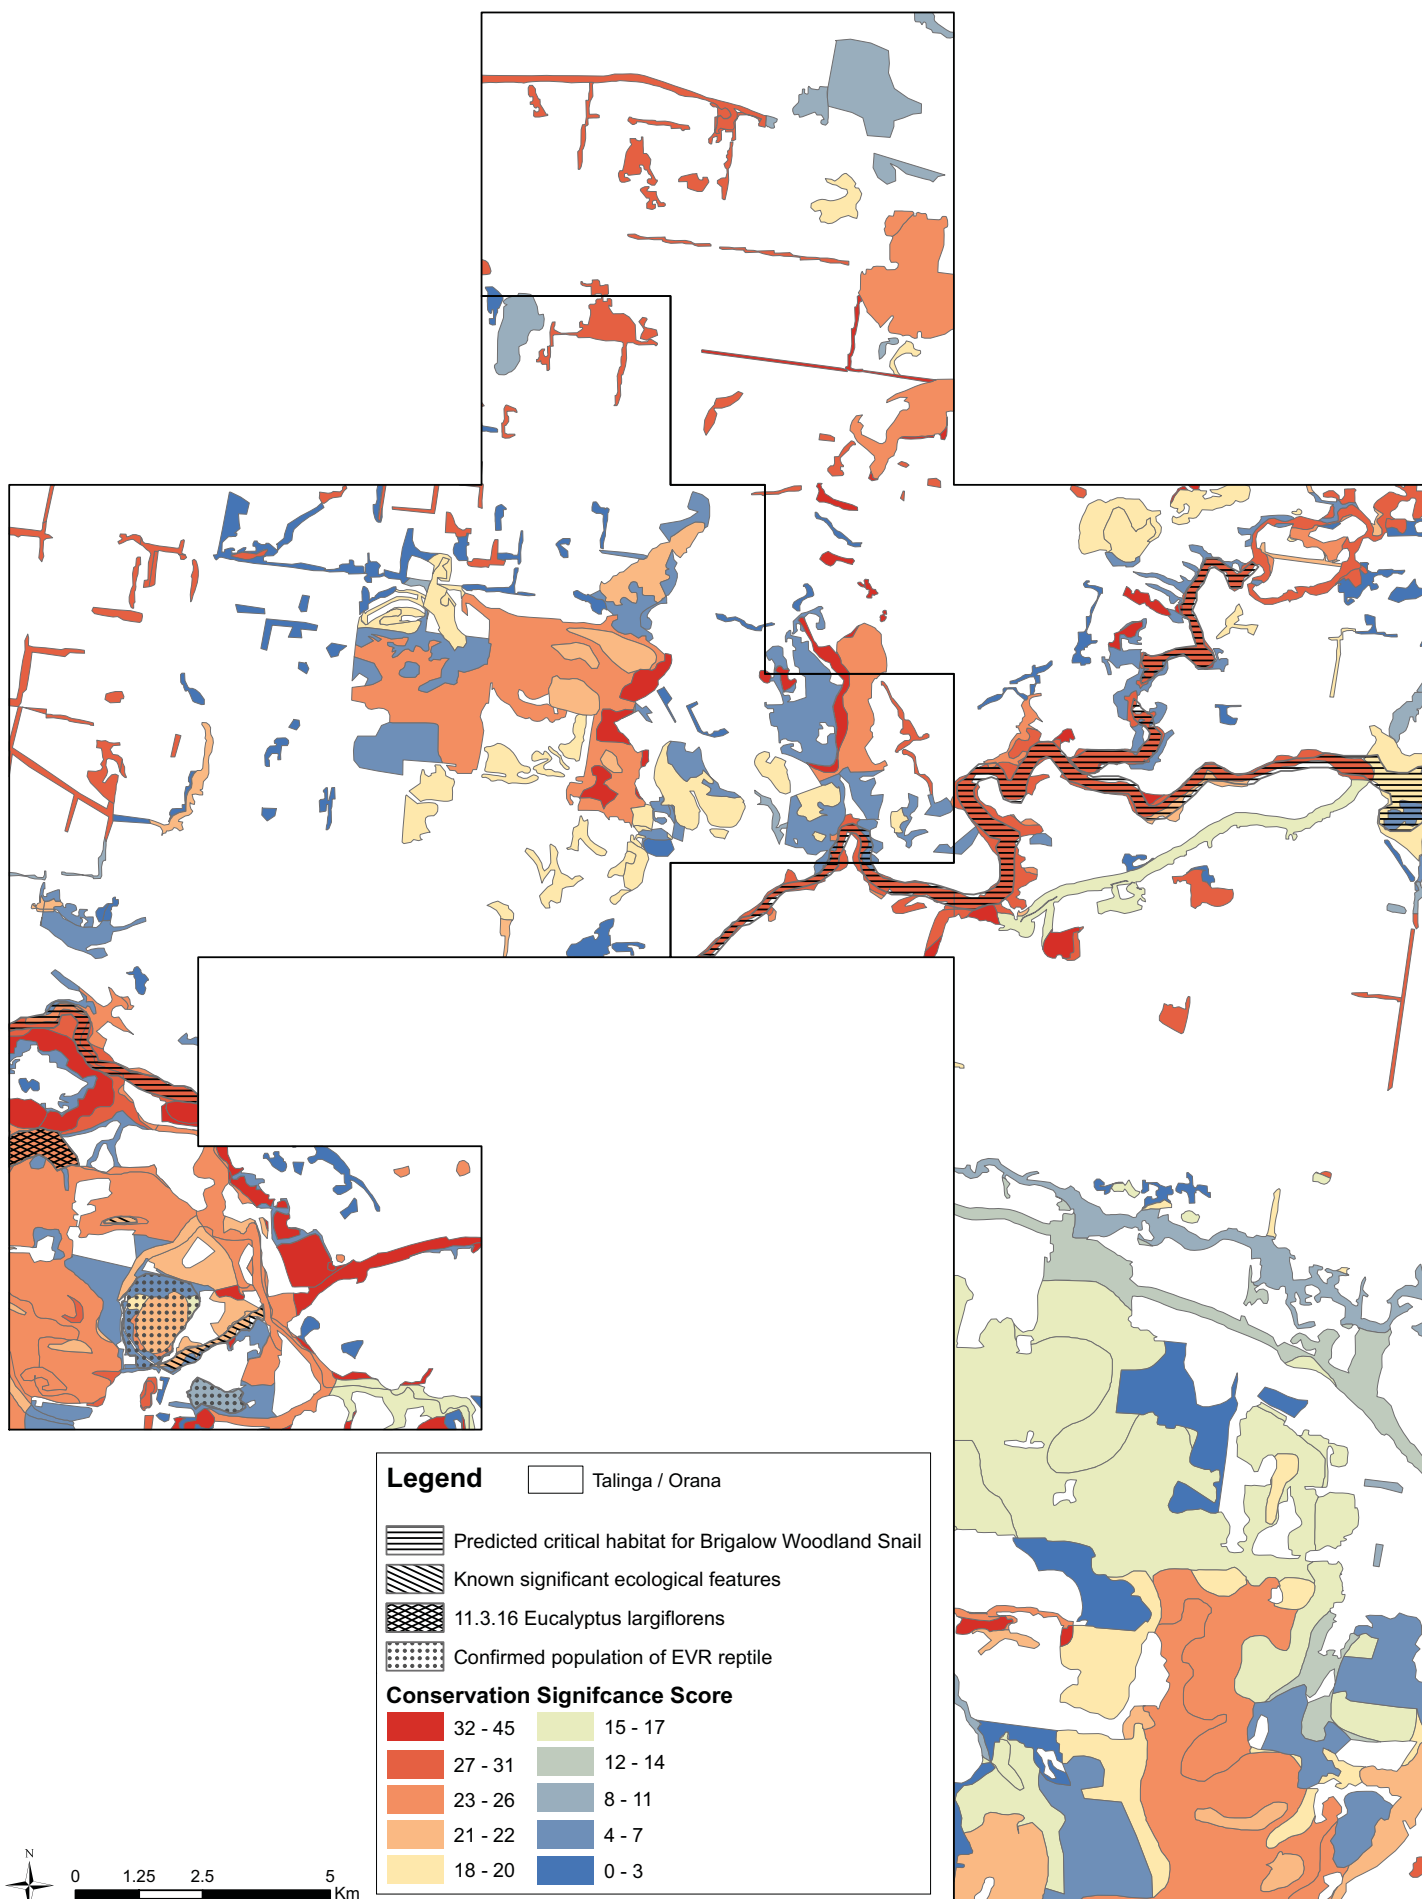 Legend
Talinga / Orana
Predicted critical habitat for Brigalow Woodland Snail
Known significant ecological features
11.3.16 Eucalyptus largiflorens
Confirmed population of EVR reptile
Conservation Signifcance Score
32 - 45
27 - 31
23 - 26
21 - 22
18 - 20
15 - 17
12 - 14
8 - 11
4 - 7
0 - 3
N
0 1.25 2.5 5
Km